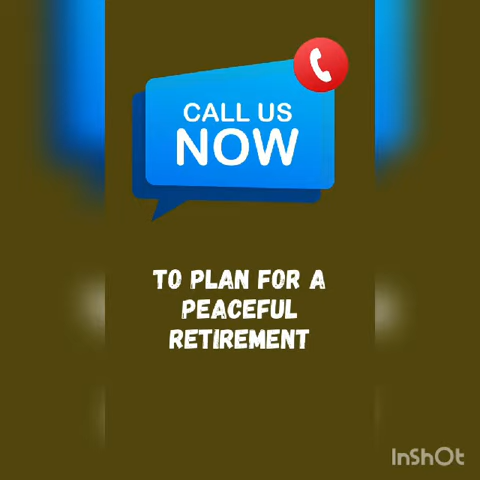 CALL US
NOW
TO PLAN FOR A
PEACEFUL
RETIREMENT
InShOt